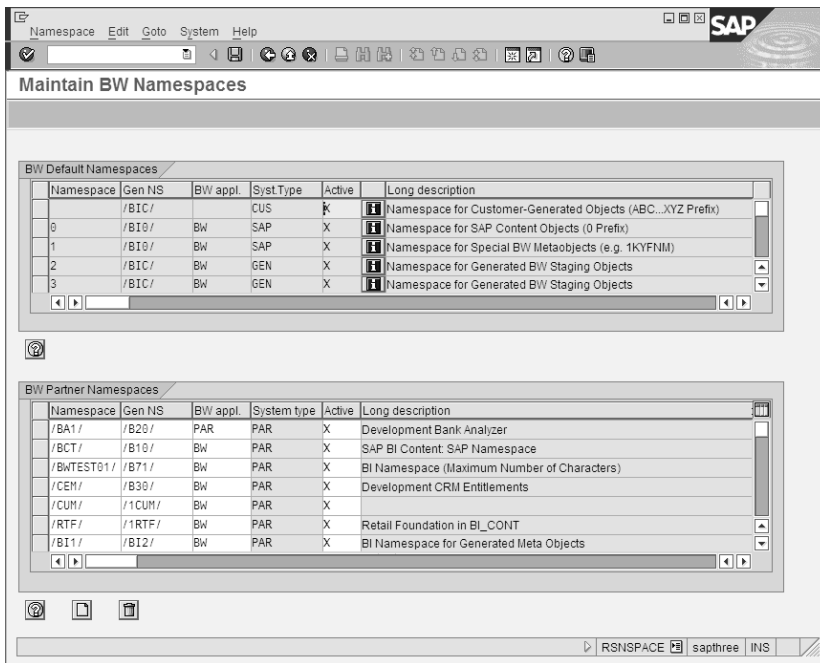 Namespace Edit Goto System Help
SAP
Maintain BW Namespaces
BW Default Namespaces
Namespace Gen NS BW appl. Syst.Type Active Long description
/BIC/ CUS X Namespace for Customer-Generated Objects (ABC...XYZ Prefix)
0 /BI0/ BW SAP X Namespace for SAP Content Objects (0 Prefix)
1 /BI0/ BW SAP X Namespace for Special BW Metaobjects (e.g. 1KYFNM)
2 /BIC/ BW GEN X Namespace for Generated BW Staging Objects
3 /BIC/ BW GEN X Namespace for Generated BW Staging Objects
BW Partner Namespaces
Namespace Gen NS BW appl. System type Active Long description
/BA1/ /B20/ PAR PAR X Development Bank Analyzer
/BCT/ /B10/ BW PAR X SAP BI Content: SAP Namespace
/BWTEST01/ /B71/ BW PAR X BI Namespace (Maximum Number of Characters)
/CEM/ /B30/ BW PAR X Development CRM Entitlements
/CUM/ /1CUM/ BW PAR X
/RTF/ /1RTF/ BW PAR X Retail Foundation in BI_CONT
/BI1/ /BI2/ BW PAR X BI Namespace for Generated Meta Objects
RSNSPACE sapthree INS